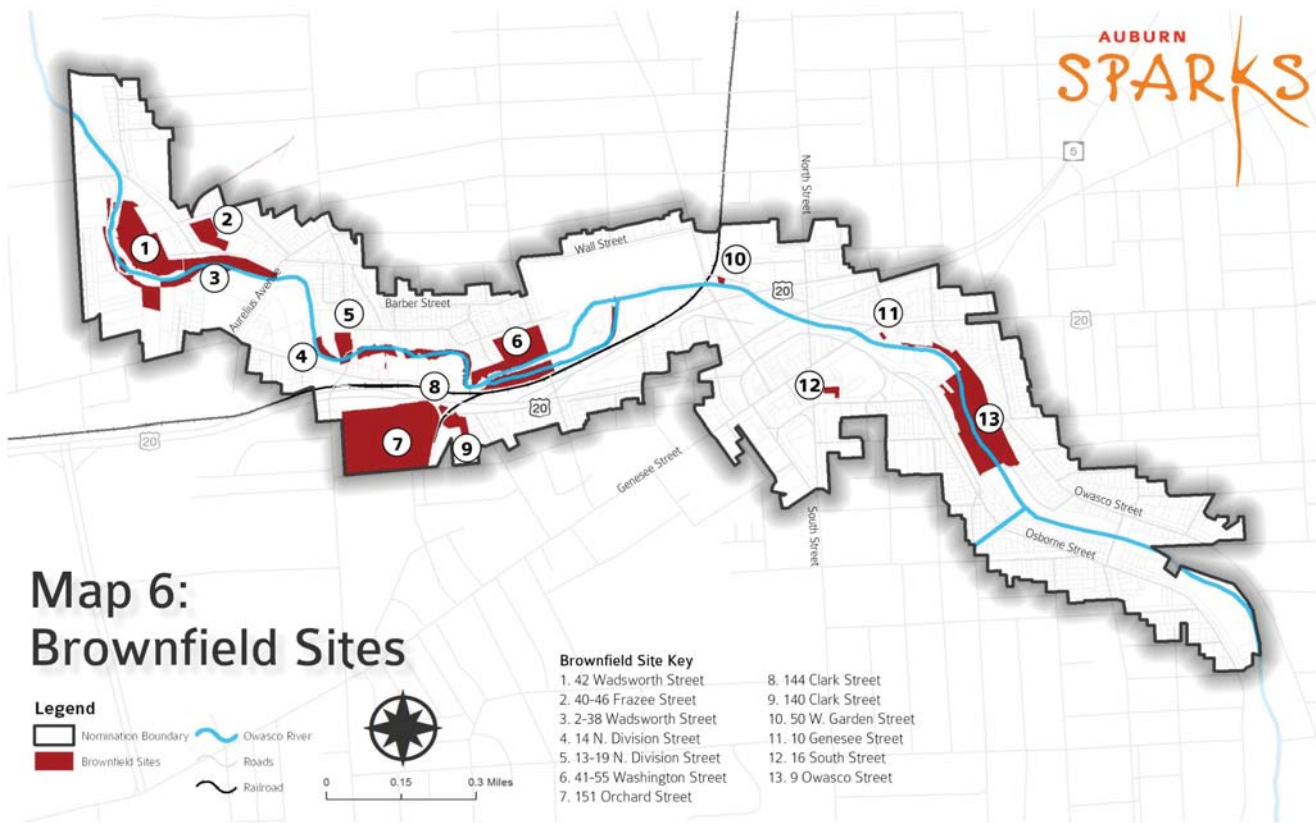 AUBURN
SPARKS
5
North Street
2
Wall Street
1
10
20
3
Aurelius Avenue
Barber Street
5
11
20
6
4
8
12
20
20
7
9
13
Genesee Street
South Street
Owasco Street
Osborne Street
Map 6:
Brownfield Sites
Legend
Nomination Boundary
Owasco River
Brownfield Sites
Roads
Railroad
0 0.15 0.3 Miles
Brownfield Site Key
1. 42 Wadsworth Street
2. 40-46 Frazee Street
3. 2-38 Wadsworth Street
4. 14 N. Division Street
5. 13-19 N. Division Street
6. 41-55 Washington Street
7. 151 Orchard Street
8. 144 Clark Street
9. 140 Clark Street
10. 50 W. Garden Street
11. 10 Genesee Street
12. 16 South Street
13. 9 Owasco Street